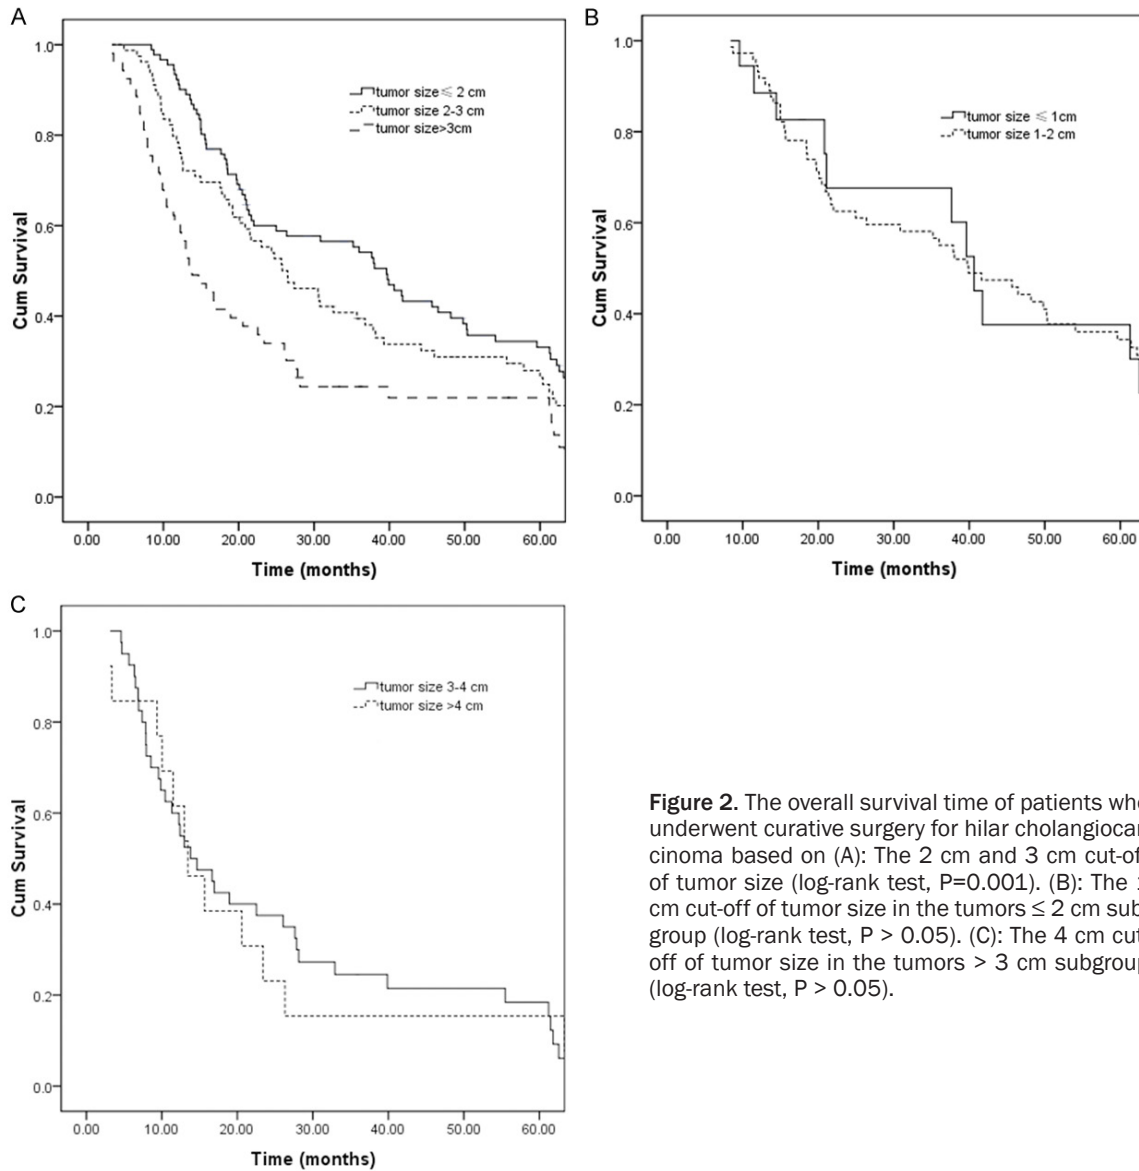 A
1.0
0.8
0.6
0.4
0.2
0.0
Cum Survival
tumor size ≤ 2 cm
tumor size 2-3 cm
tumor size>3cm
0.00 10.00 20.00 30.00 40.00 50.00 60.00
Time (months)
B
1.0
0.8
0.6
0.4
0.2
0.0
Cum Survival
tumor size ≤ 1cm
tumor size 1-2 cm
0.00 10.00 20.00 30.00 40.00 50.00 60.00
Time (months)
C
1.0
0.8
0.6
0.4
0.2
0.0
Cum Survival
tumor size 3-4 cm
tumor size >4 cm
0.00 10.00 20.00 30.00 40.00 50.00 60.00
Time (months)
Figure 2. The overall survival time of patients who
underwent curative surgery for hilar cholangiocar
cinoma based on (A): The 2 cm and 3 cm cut-off
of tumor size (log-rank test, P=0.001). (B): The 1
cm cut-off of tumor size in the tumors ≤ 2 cm sub
group (log-rank test, P > 0.05). (C): The 4 cm cut
off of tumor size in the tumors > 3 cm subgroup
(log-rank test, P > 0.05).